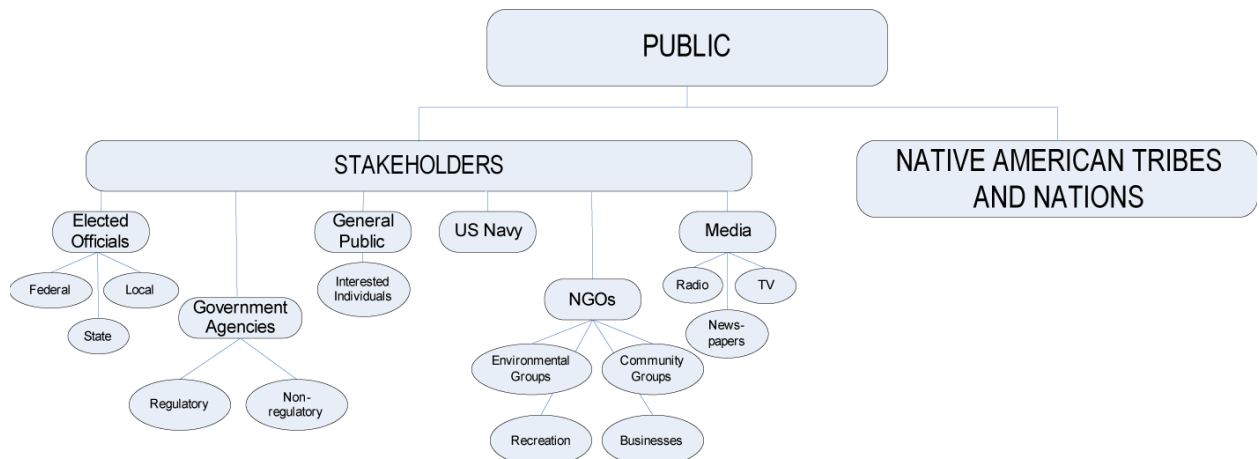 PUBLIC
STAKEHOLDERS
NATIVE AMERICAN TRIBES
AND NATIONS
Elected
Officials
General
Public
US Navy
Media
Federal
Local
State
Interested
Individuals
Radio
TV
News-
papers
Government
Agencies
NGOs
Regulatory
Non-
regulatory
Environmental
Groups
Community
Groups
Recreation
Businesses